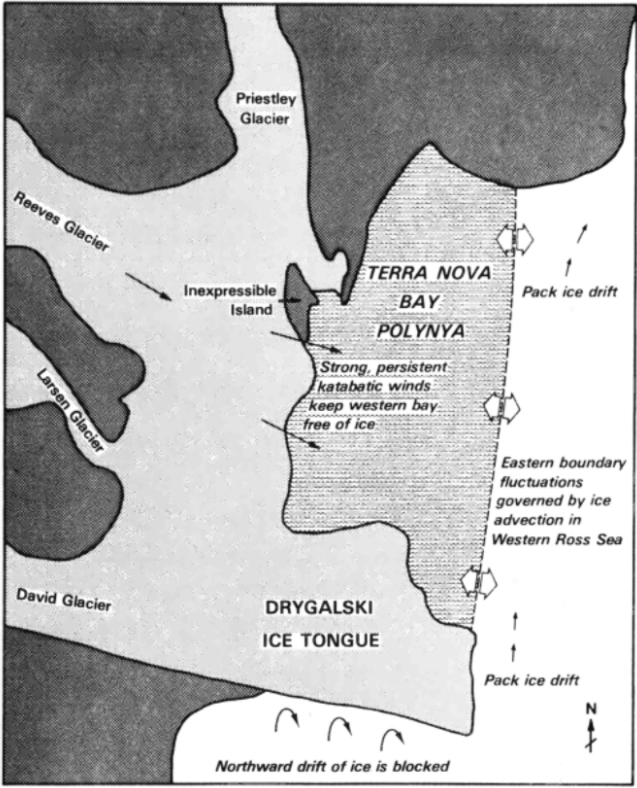 Priestley
Glacier
Reeves Glacier
Inexpressible
Island
TERRA NOVA
BAY
POLYNYA
Pack ice drift
Strong, persistent
katabatic winds
keep western bay
free of ice
Larsen Glacier
Eastern boundary
fluctuations
governed by ice
advection in
Western Ross Sea
David Glacier
DRYGALSKI
ICE TONGUE
Pack ice drift
N
Northward drift of ice is blocked